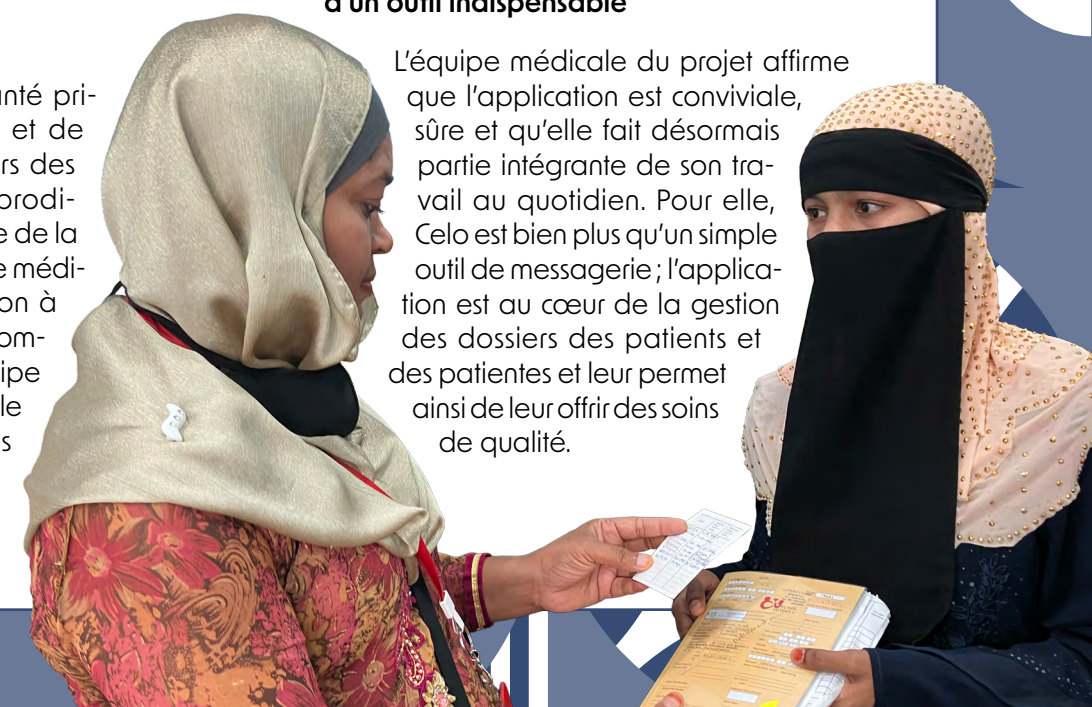 d'un outil indispensable
anté pri-
et de
rs des
prodi-
e de la
e médi-
on à
om-
ipe
le
s
L'équipe médicale du projet affirme
que l'application est conviviale,
sûre et qu'elle fait désormais
partie intégrante de son tra-
vail au quotidien. Pour elle,
Celo est bien plus qu'un simple
outil de messagerie ; l'applica-
tion est au cœur de la gestion
des dossiers des patients et
des patientes et leur permet
ainsi de leur offrir des soins
de qualité.